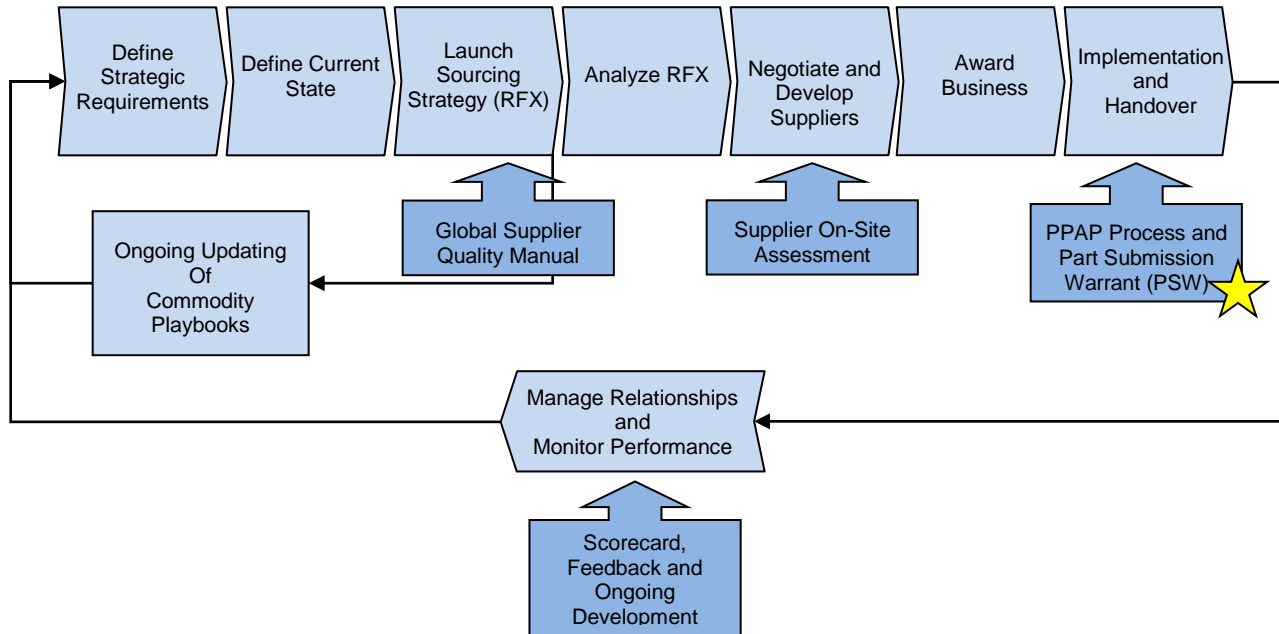 Define
Strategic
Requirements
Define Current
State
Launch
Sourcing
Strategy (RFX)
Analyze RFX
Negotiate and
Develop
Suppliers
Award
Business
Implementation
and
Handover
Global Supplier
Quality Manual
Supplier On-Site
Assessment
PPAP Process and
Part Submission
Warrant (PSW)
Ongoing Updating
Of
Commodity
Playbooks
Manage Relationships
and
Monitor Performance
Scorecard,
Feedback and
Ongoing
Development